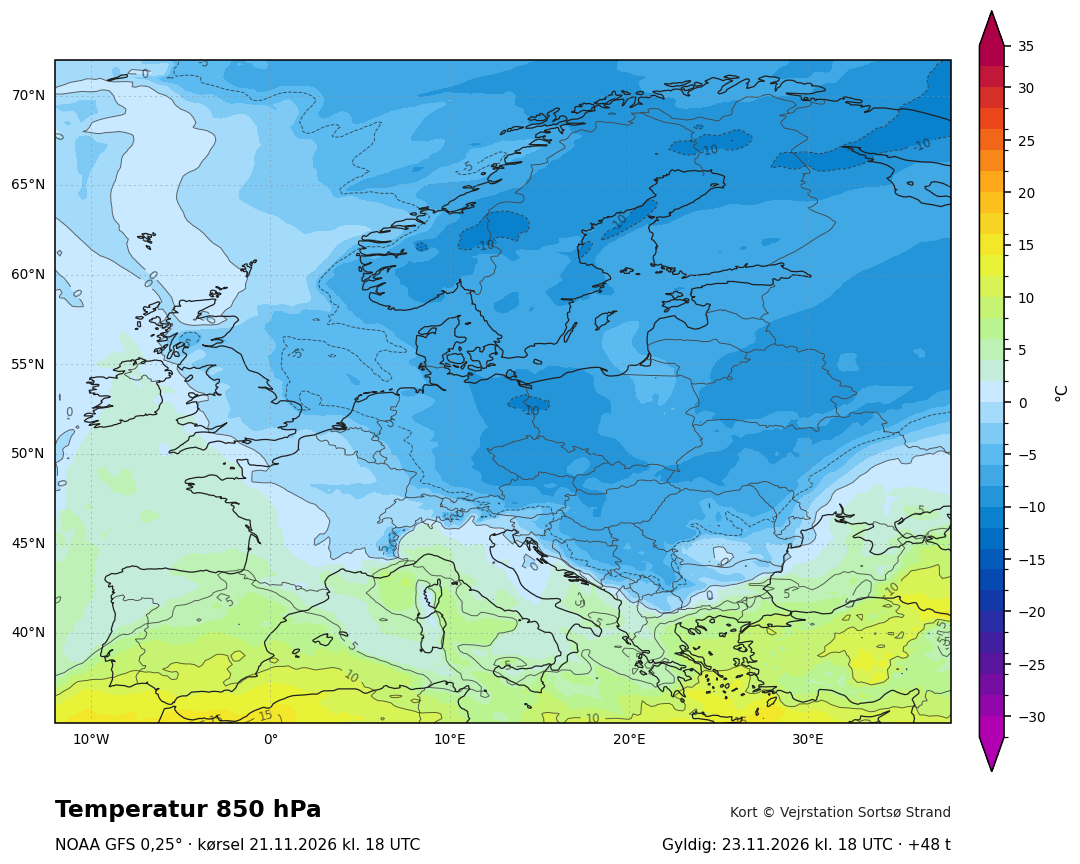 35
30
25
20
15
10
5
0
−5
−10
−15
−20
−25
−30
°C
70°N
65°N
60°N
55°N
50°N
45°N
40°N
10°W
0°
10°E
20°E
30°E
Temperatur 850 hPa
Kort © Vejrstation Sortsø Strand
NOAA GFS 0,25° · kørsel 21.11.2026 kl. 18 UTC
Gyldig: 23.11.2026 kl. 18 UTC · +48 t